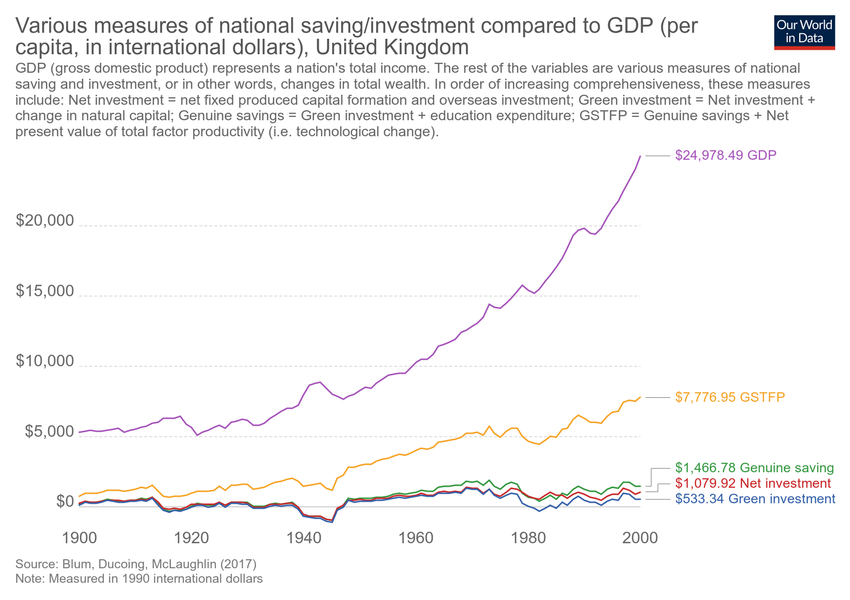 Various measures of national saving/investment compared to GDP (per
capita, in international dollars), United Kingdom
Our World
in Data
GDP (gross domestic product) represents a nation's total income. The rest of the variables are various measures of national
saving and investment, or in other words, changes in total wealth. In order of increasing comprehensiveness, these measures
include: Net investment = net fixed produced capital formation and overseas investment; Green investment = Net investment +
change in natural capital; Genuine savings = Green investment + education expenditure; GSTFP = Genuine savings + Net
present value of total factor productivity (i.e. technological change).
$24,978.49 GDP
$20,000
$15,000
$10,000
$7,776.95 GSTFP
$5,000
$1,466.78 Genuine saving
$1,079.92 Net investment
$533.34 Green investment
$0
1900
1920
1940
1960
1980
2000
Source: Blum, Ducoing, McLaughlin (2017)
Note: Measured in 1990 international dollars